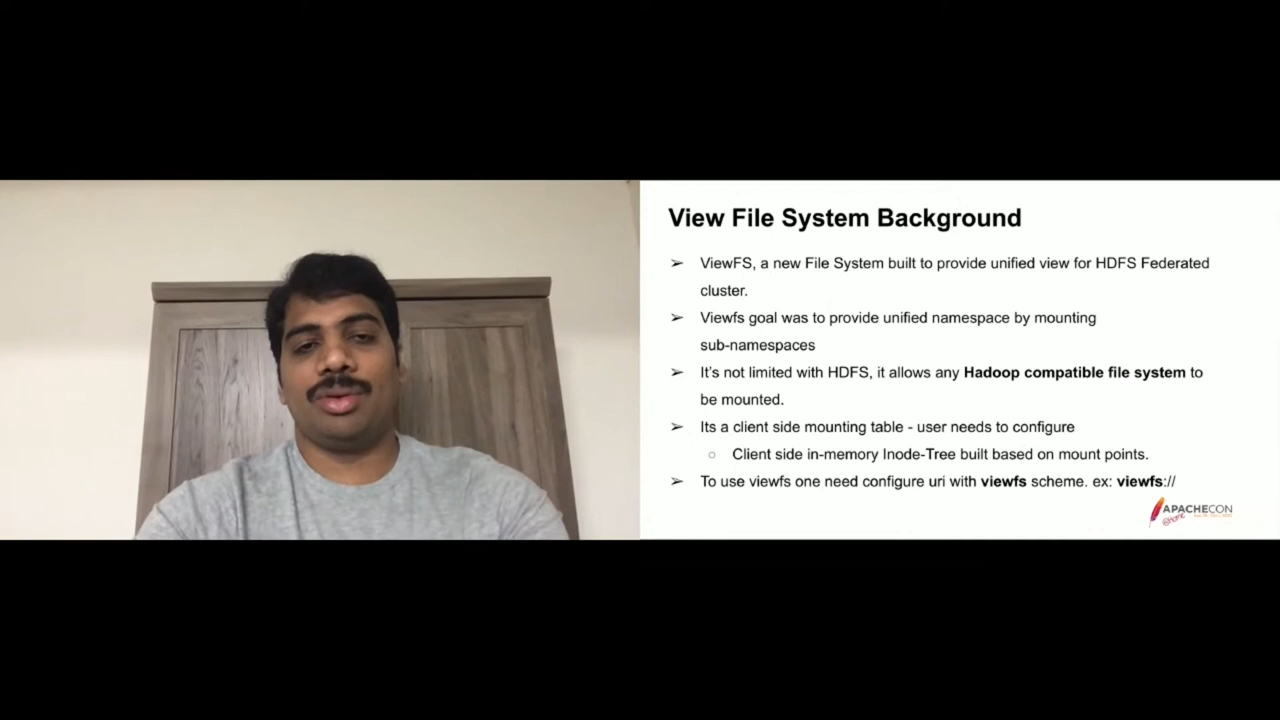 View File System Background
➢ ViewFS, a new File System built to provide unified view for HDFS Federated
cluster.
➢ Viewfs goal was to provide unified namespace by mounting
sub-namespaces
➢ It's not limited with HDFS, it allows any Hadoop compatible file system to
be mounted.
➢ Its a client side mounting table - user needs to configure
○ Client side in-memory Inode-Tree built based on mount points.
➢ To use viewfs one need configure uri with viewfs scheme. ex: viewfs://
APACHECON
@Home